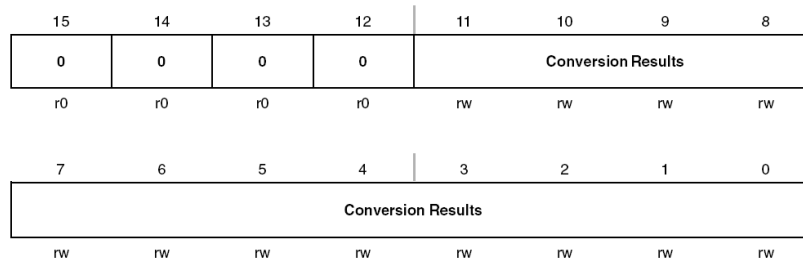 15 14 13 12 11 10 9 8
0 0 0 0 Conversion Results
r0 r0 r0 r0 rw rw rw rw
7 6 5 4 3 2 1 0
Conversion Results
rw rw rw rw rw rw rw rw